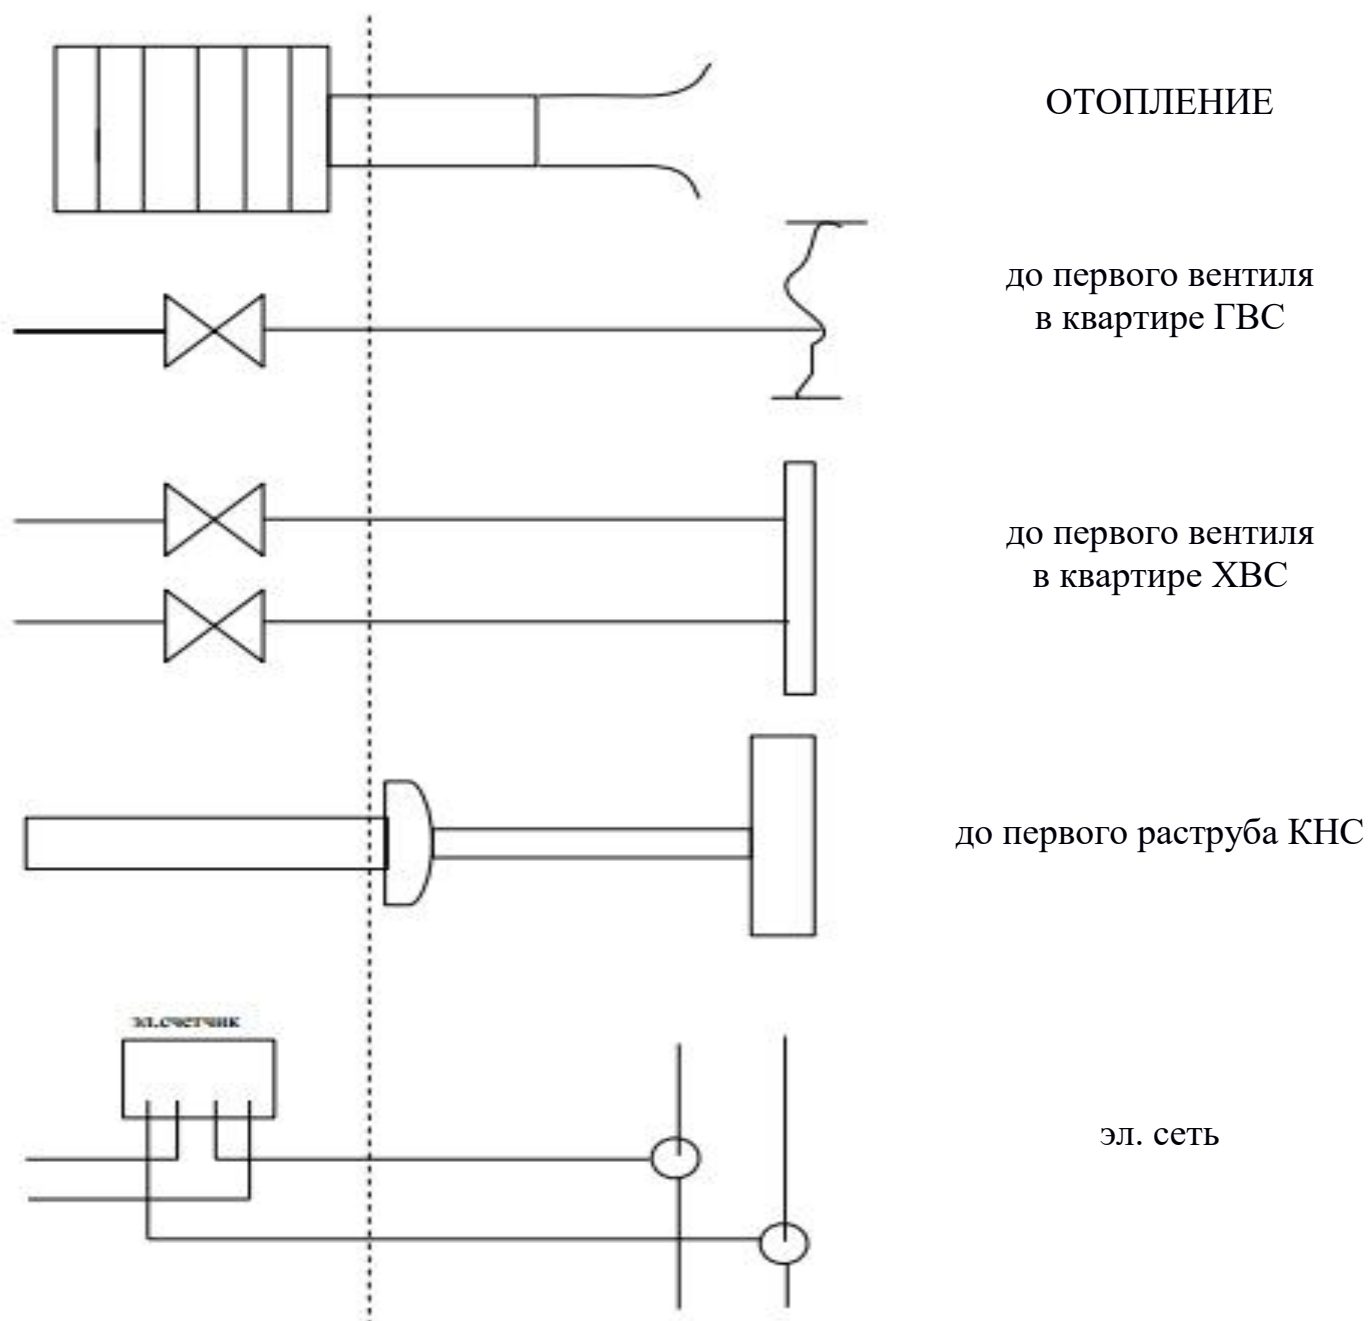 ОТОПЛЕНИЕ
до первого вентиля
в квартире ГВС
до первого вентиля
в квартире ХВС
до первого раструба КНС
эл.счетчик
эл. сеть